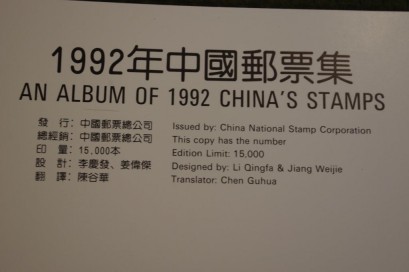 1992年中國郵票集
AN ALBUM OF 1992 CHINA'S STAMPS
發 行：中國郵票總公司
總經銷：中國郵票總公司
印 量：15,000本
設 計：李慶發、姜偉傑
翻 譯：陳谷華
Issued by: China National Stamp Corporation
This copy has the number
Edition Limit: 15,000
Designed by: Li Qingfa & Jiang Weijie
Translator: Chen Guhua